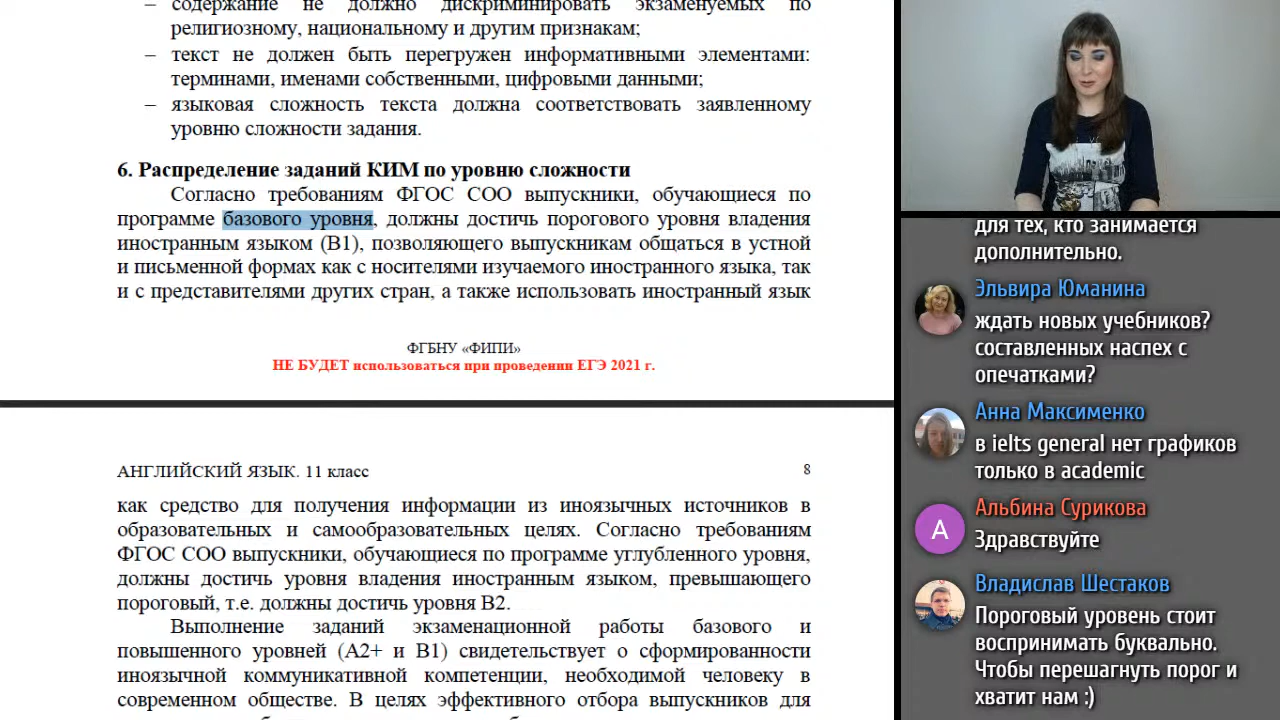 – содержание не должно дискриминировать экзаменуемых по
религиозному, национальному и другим признакам;
– текст не должен быть перегружен информативными элементами:
терминами, именами собственными, цифровыми данными;
– языковая сложность текста должна соответствовать заявленному
уровню сложности задания.
6. Распределение заданий КИМ по уровню сложности
Согласно требованиям ФГОС СОО выпускники, обучающиеся по
программе базового уровня, должны достичь порогового уровня владения
иностранным языком (В1), позволяющего выпускникам общаться в устной
и письменной формах как с носителями изучаемого иностранного языка, так
и с представителями других стран, а также использовать иностранный язык
ФГБНУ «ФИПИ»
НЕ БУДЕТ использоваться при проведении ЕГЭ 2021 г.
АНГЛИЙСКИЙ ЯЗЫК. 11 класс 8
как средство для получения информации из иноязычных источников в
образовательных и самообразовательных целях. Согласно требованиям
ФГОС СОО выпускники, обучающиеся по программе углубленного уровня,
должны достичь уровня владения иностранным языком, превышающего
пороговый, т.е. должны достичь уровня В2.
Выполнение заданий экзаменационной работы базового и
повышенного уровней (А2+ и В1) свидетельствует о сформированности
иноязычной коммуникативной компетенции, необходимой человеку в
современном обществе. В целях эффективного отбора выпускников для
для тех, кто занимается
дополнительно.
Эльвира Юманина
ждать новых учебников?
составленных наспех с
опечатками?
Анна Максименко
в ielts general нет графиков
только в academic
А
Альбина Сурикова
Здравствуйте
Владислав Шестаков
Пороговый уровень стоит
воспринимать буквально.
Чтобы перешагнуть порог и
хватит нам :)